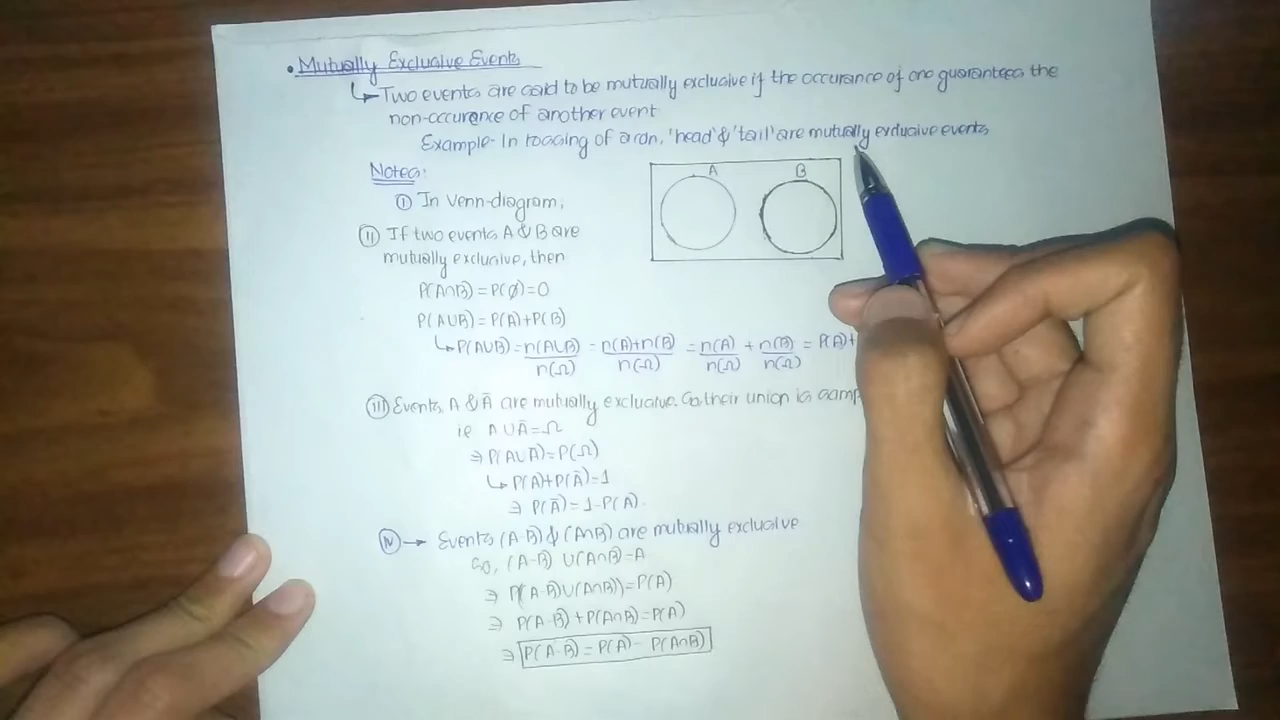 • Mutually Exclusive Events
↳ Two events are said to be mutually exclusive if the occurance of one guarantees the
non-occurance of another event
Example- In tossing of a coin, 'head' & 'tail' are mutually exclusive events
Notes:
① In Venn-diagram,
A B
Ⅱ If two events A & B are
mutually exclusive, then
P(A∩B) = P(∅) = 0
P(A∪B) = P(A)+P(B)
↳ P(A∪B) = n(A∪B)/n(Ω) = n(A)+n(B)/n(Ω) = n(A)/n(Ω) + n(B)/n(Ω) = P(A)+
Ⅲ Events A & Ā are mutually exclusive. So their union is samp
ie A∪Ā=Ω
⇒ P(A∪Ā)=P(Ω)
↳ P(A)+P(Ā)=1
⇒ P(Ā)=1-P(A).
Ⅳ → Events (A-B) & (A∩B) are mutually exclusive
So, (A-B) ∪ (A∩B)=A
⇒ P((A-B)∪(A∩B))=P(A)
⇒ P(A-B)+P(A∩B)=P(A)
⇒ P(A-B) = P(A) - P(A∩B)